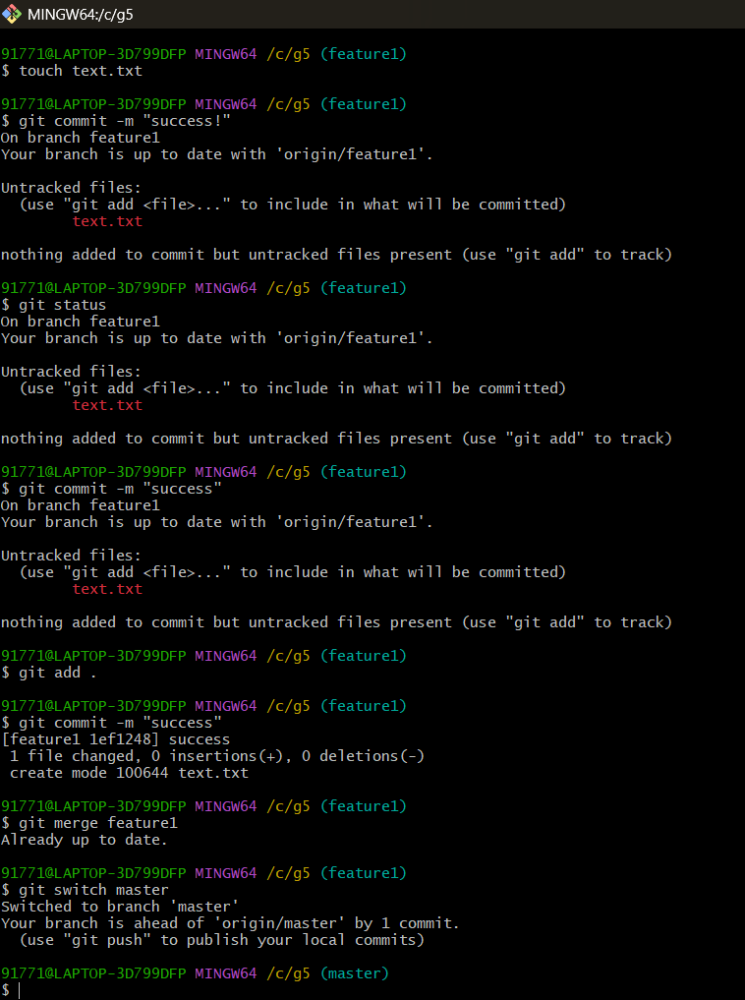 MINGW64:/c/g5
91771@LAPTOP-3D799DFP MINGW64 /c/g5 (feature1)
$ touch text.txt
91771@LAPTOP-3D799DFP MINGW64 /c/g5 (feature1)
$ git commit -m "success!"
On branch feature1
Your branch is up to date with 'origin/feature1'.
Untracked files:
  (use "git add <file>..." to include in what will be committed)
        text.txt
nothing added to commit but untracked files present (use "git add" to track)
91771@LAPTOP-3D799DFP MINGW64 /c/g5 (feature1)
$ git status
On branch feature1
Your branch is up to date with 'origin/feature1'.
Untracked files:
  (use "git add <file>..." to include in what will be committed)
        text.txt
nothing added to commit but untracked files present (use "git add" to track)
91771@LAPTOP-3D799DFP MINGW64 /c/g5 (feature1)
$ git commit -m "success"
On branch feature1
Your branch is up to date with 'origin/feature1'.
Untracked files:
  (use "git add <file>..." to include in what will be committed)
        text.txt
nothing added to commit but untracked files present (use "git add" to track)
91771@LAPTOP-3D799DFP MINGW64 /c/g5 (feature1)
$ git add .
91771@LAPTOP-3D799DFP MINGW64 /c/g5 (feature1)
$ git commit -m "success"
[feature1 1ef1248] success
 1 file changed, 0 insertions(+), 0 deletions(-)
 create mode 100644 text.txt
91771@LAPTOP-3D799DFP MINGW64 /c/g5 (feature1)
$ git merge feature1
Already up to date.
91771@LAPTOP-3D799DFP MINGW64 /c/g5 (feature1)
$ git switch master
Switched to branch 'master'
Your branch is ahead of 'origin/master' by 1 commit.
  (use "git push" to publish your local commits)
91771@LAPTOP-3D799DFP MINGW64 /c/g5 (master)
$